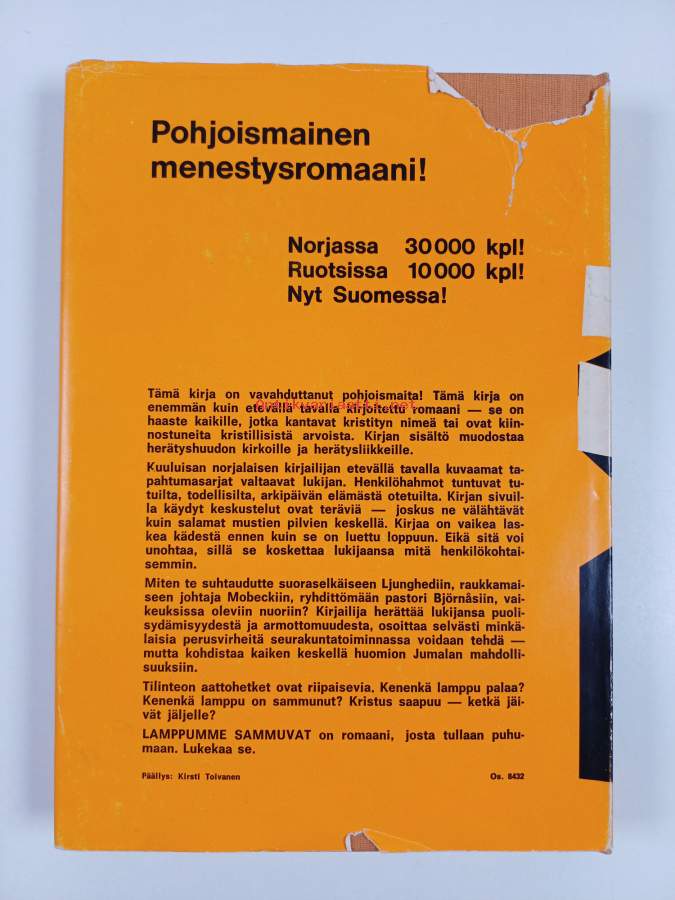 Pohjoismainen
menestysromaani!
Norjassa 30000 kpl!
Ruotsissa 10000 kpl!
Nyt Suomessa!
Tämä kirja on vavahduttanut pohjoismaita! Tämä kirja on
enemmän kuin etevällä tavalla kirjoitettu romaani — se on
haaste kaikille, jotka kantavat kristityn nimeä tai ovat kiin-
nostuneita kristillisistä arvoista. Kirjan sisältö muodostaa
herätyshuudon kirkoille ja herätysliikkeille.
Kuuluisan norjalaisen kirjailijan etevällä tavalla kuvaamat ta-
pahtumasarjat valtaavat lukijan. Henkilöhahmot tuntuvat tu-
tuilta, todellisilta, arkipäivän elämästä otetuilta. Kirjan sivuil-
la käydyt keskustelut ovat teräviä — joskus ne välähtävät
kuin salamat mustien pilvien keskellä. Kirjaa on vaikea las-
kea kädestä ennen kuin se on luettu loppuun. Eikä sitä voi
unohtaa, sillä se koskettaa lukijaansa mitä henkilökohtai-
semmin.
Miten te suhtaudutte suoraselkäiseen Ljunghediin, raukkamai-
seen johtaja Mobeckiin, ryhdittömään pastori Björnåsiin, vai-
keuksissa oleviin nuoriin? Kirjailija herättää lukijansa puoli-
sydämisyydestä ja armottomuudesta, osoittaa selvästi minkä-
laisia perusvirheitä seurakuntatoiminnassa voidaan tehdä —
mutta kohdistaa kaiken keskellä huomion Jumalan mahdolli-
suuksiin.
Tilinteon aattohetket ovat riipaisevia. Kenenkä lamppu palaa?
Kenenkä lamppu on sammunut? Kristus saapuu — ketkä jäi-
vät jäljelle?
LAMPPUMME SAMMUVAT on romaani, josta tullaan puhu-
maan. Lukekaa se.
Päällys: Kirsti Toivanen Os. 8432